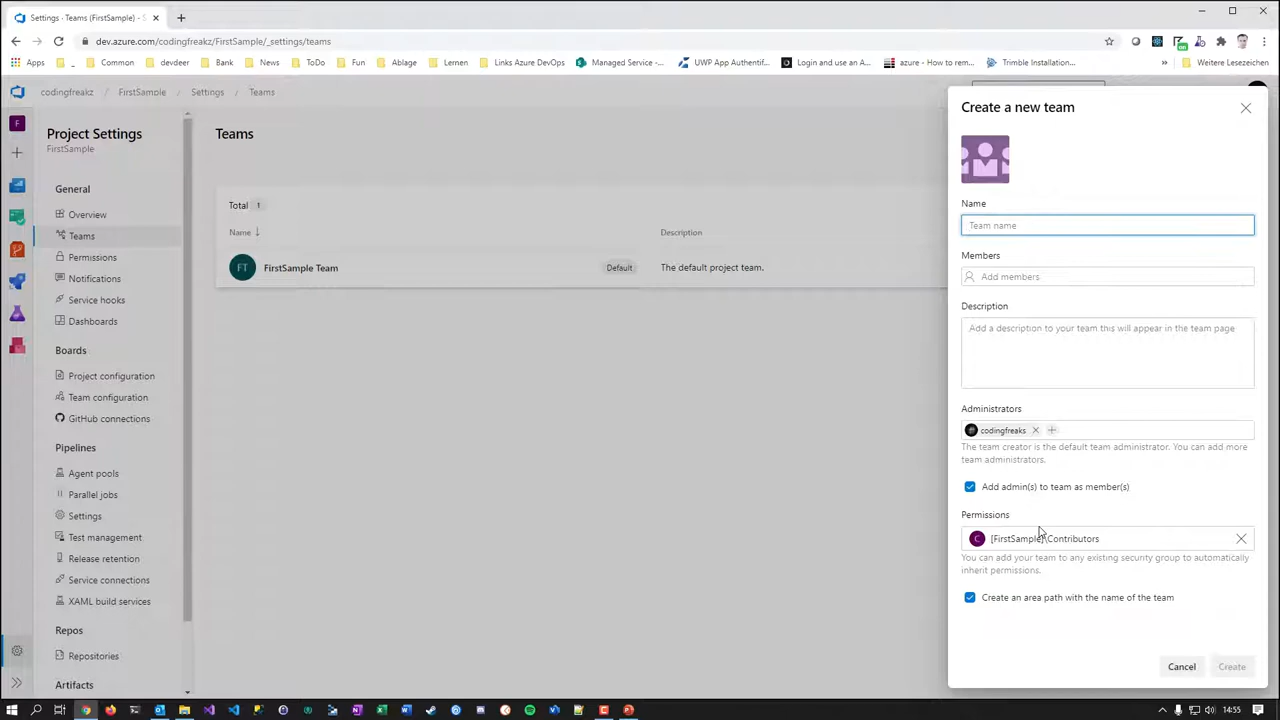 Settings · Teams (FirstSample) - S
dev.azure.com/codingfreakz/FirstSample/_settings/teams
Apps
_
Common
devdeer
Bank
News
ToDo
Fun
Ablage
Lernen
Links Azure DevOps
Managed Service -...
UWP App Authentif...
Login and use an A...
azure - How to rem...
Trimble Installation...
»
Weitere Lesezeichen
on
codingfreakz / FirstSample / Settings / Teams
F
Project Settings
FirstSample
General
Overview
Teams
Permissions
Notifications
Service hooks
Dashboards
Boards
Project configuration
Team configuration
GitHub connections
Pipelines
Agent pools
Parallel jobs
Settings
Test management
Release retention
Service connections
XAML build services
Repos
Repositories
Artifacts
Teams
Total 1
Name ↓
Description
FT FirstSample Team
Default
The default project team.
Create a new team
Name
Team name
Members
Add members
Description
Add a description to your team this will appear in the team page
Administrators
codingfreaks
The team creator is the default team administrator. You can add more
team administrators.
Add admin(s) to team as member(s)
Permissions
C [FirstSample]\Contributors
You can add your team to any existing security group to automatically
inherit permissions.
Create an area path with the name of the team
Cancel
Create
14:55